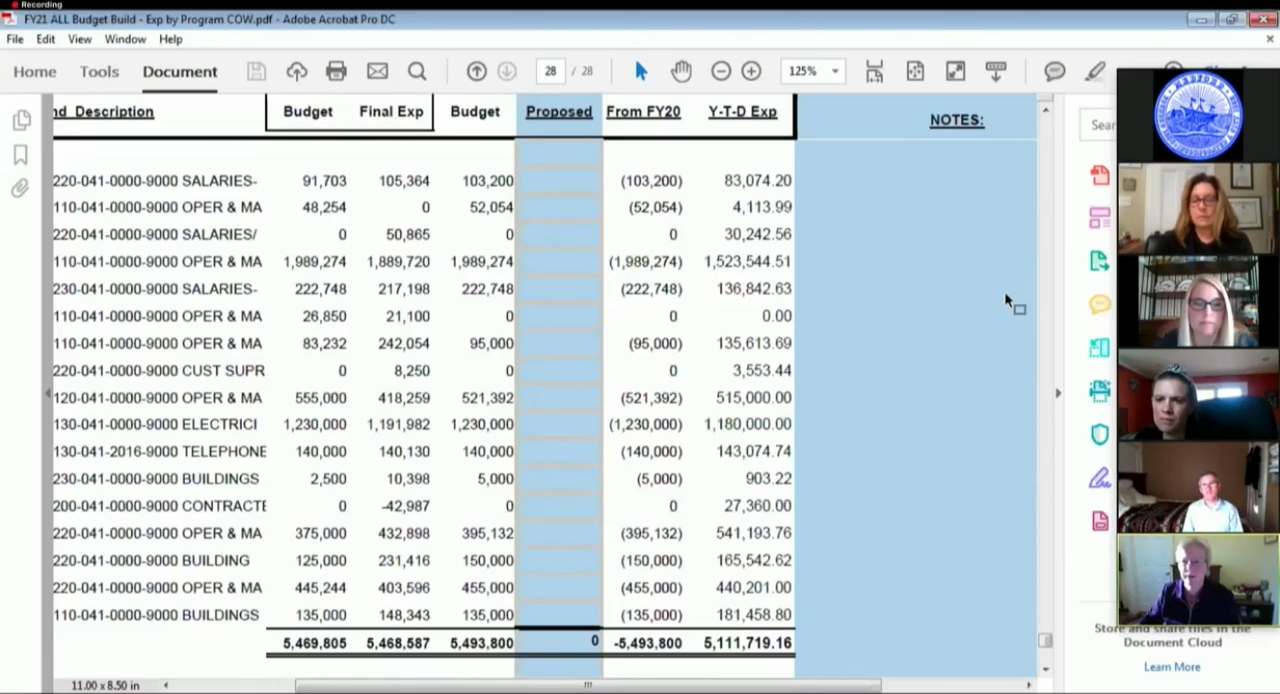 Recording
FY21 ALL Budget Build - Exp by Program COW.pdf - Adobe Acrobat Pro DC
File Edit View Window Help
Home Tools Document 28 / 28 125%
nd Description Budget Final Exp Budget Proposed From FY20 Y-T-D Exp NOTES:
Sear
220-041-0000-9000 SALARIES- 91,703 105,364 103,200 (103,200) 83,074.20
110-041-0000-9000 OPER & MA 48,254 0 52,054 (52,054) 4,113.99
220-041-0000-9000 SALARIES/ 0 50,865 0 0 30,242.56
110-041-0000-9000 OPER & MA 1,989,274 1,889,720 1,989,274 (1,989,274) 1,523,544.51
230-041-0000-9000 SALARIES- 222,748 217,198 222,748 (222,748) 136,842.63
110-041-0000-9000 OPER & MA 26,850 21,100 0 0 0.00
110-041-0000-9000 OPER & MA 83,232 242,054 95,000 (95,000) 135,613.69
220-041-0000-9000 CUST SUPR 0 8,250 0 0 3,553.44
120-041-0000-9000 OPER & MA 555,000 418,259 521,392 (521,392) 515,000.00
130-041-0000-9000 ELECTRICI 1,230,000 1,191,982 1,230,000 (1,230,000) 1,180,000.00
130-041-2016-9000 TELEPHONE 140,000 140,130 140,000 (140,000) 143,074.74
230-041-0000-9000 BUILDINGS 2,500 10,398 5,000 (5,000) 903.22
200-041-0000-9000 CONTRACTE 0 -42,987 0 0 27,360.00
220-041-0000-9000 OPER & MA 375,000 432,898 395,132 (395,132) 541,193.76
220-041-0000-9000 BUILDING 125,000 231,416 150,000 (150,000) 165,542.62
220-041-0000-9000 OPER & MA 445,244 403,596 455,000 (455,000) 440,201.00
110-041-0000-9000 BUILDINGS 135,000 148,343 135,000 (135,000) 181,458.80
5,469,805 5,468,587 5,493,800 0 -5,493,800 5,111,719.16
Store and share files in the
Document Cloud
Learn More
11.00 x 8.50 in